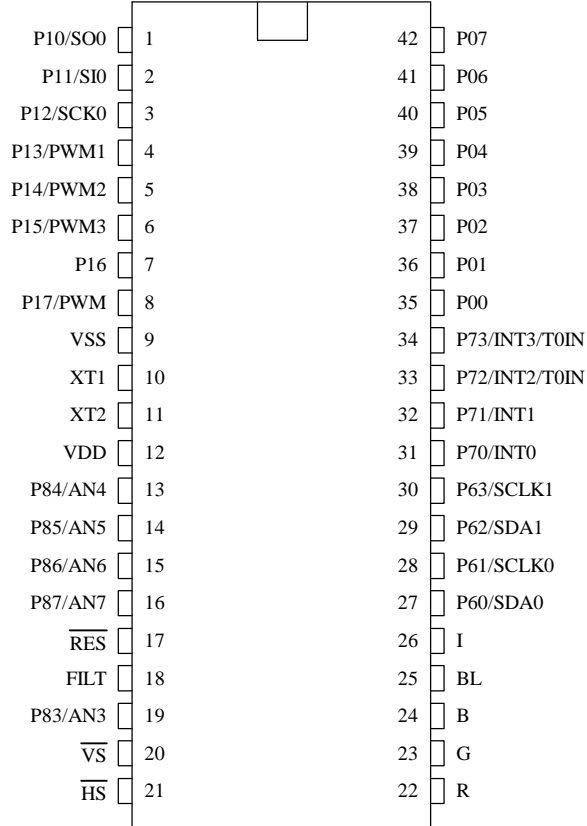 P10/SO0 1 42 P07
P11/SI0 2 41 P06
P12/SCK0 3 40 P05
P13/PWM1 4 39 P04
P14/PWM2 5 38 P03
P15/PWM3 6 37 P02
P16 7 36 P01
P17/PWM 8 35 P00
VSS 9 34 P73/INT3/T0IN
XT1 10 33 P72/INT2/T0IN
XT2 11 32 P71/INT1
VDD 12 31 P70/INT0
P84/AN4 13 30 P63/SCLK1
P85/AN5 14 29 P62/SDA1
P86/AN6 15 28 P61/SCLK0
P87/AN7 16 27 P60/SDA0
R̅E̅S̅ 17 26 I
FILT 18 25 BL
P83/AN3 19 24 B
V̅S̅ 20 23 G
H̅S̅ 21 22 R